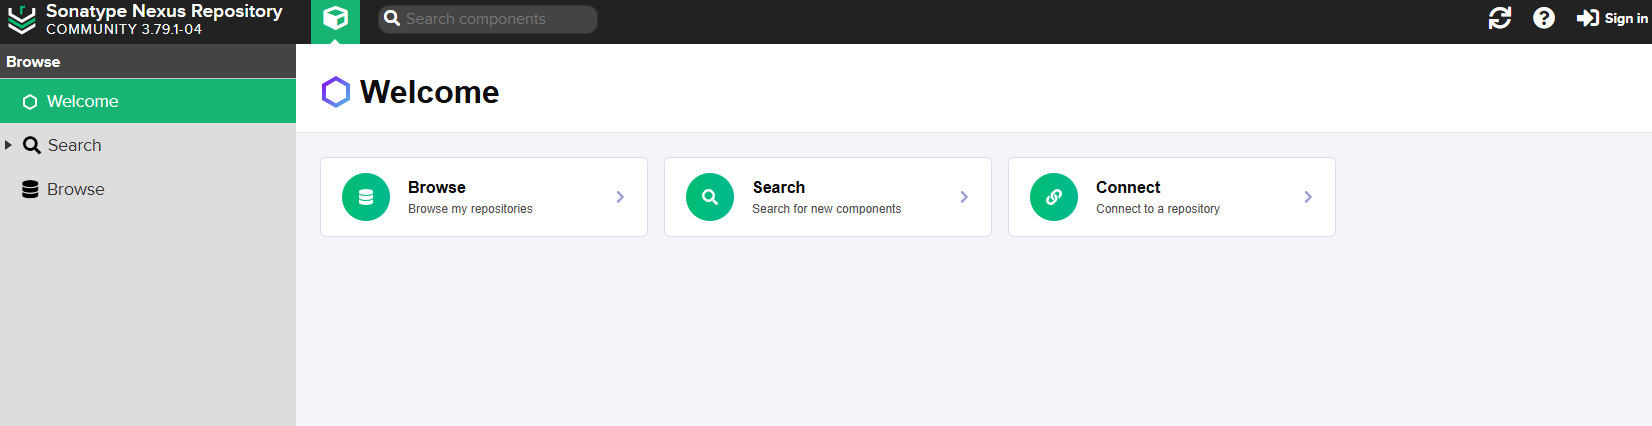 Sonatype Nexus Repository
COMMUNITY 3.79.1-04
Search components
Sign in
Browse
Welcome
Search
Browse
Welcome
Browse
Browse my repositories
Search
Search for new components
Connect
Connect to a repository